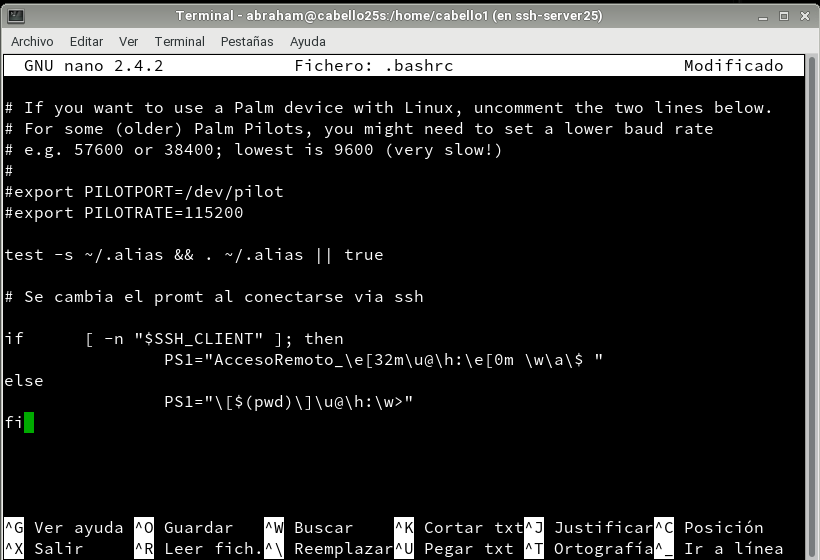 Terminal - abraham@cabello25s:/home/cabello1 (en ssh-server25)
Archivo Editar Ver Terminal Pestañas Ayuda
GNU nano 2.4.2 Fichero: .bashrc Modificado
# If you want to use a Palm device with Linux, uncomment the two lines below.
# For some (older) Palm Pilots, you might need to set a lower baud rate
# e.g. 57600 or 38400; lowest is 9600 (very slow!)
#
#export PILOTPORT=/dev/pilot
#export PILOTRATE=115200
test -s ~/.alias && . ~/.alias || true
# Se cambia el promt al conectarse via ssh
if [ -n "$SSH_CLIENT" ]; then
PS1="AccesoRemoto_\e[32m\u@\h:\e[0m \w\a\$ "
else
PS1="\[$(pwd)\]\u@\h:\w>"
fi
^G Ver ayuda ^O Guardar ^W Buscar ^K Cortar txt ^J Justificar ^C Posición
^X Salir ^R Leer fich. ^\ Reemplazar ^U Pegar txt ^T Ortografía ^_ Ir a línea